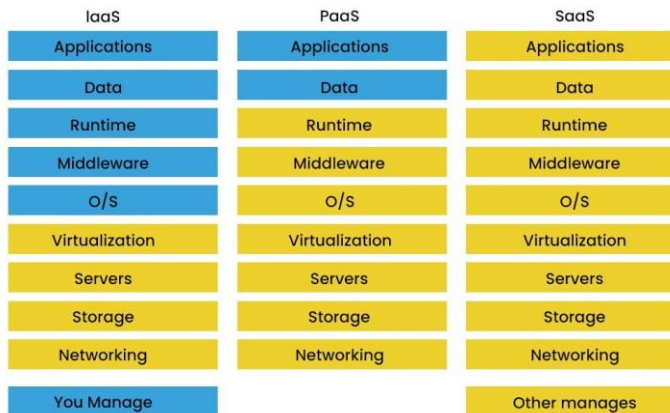 IaaS PaaS SaaS
Applications Applications Applications
Data Data Data
Runtime Runtime Runtime
Middleware Middleware Middleware
O/S O/S O/S
Virtualization Virtualization Virtualization
Servers Servers Servers
Storage Storage Storage
Networking Networking Networking
You Manage Other manages